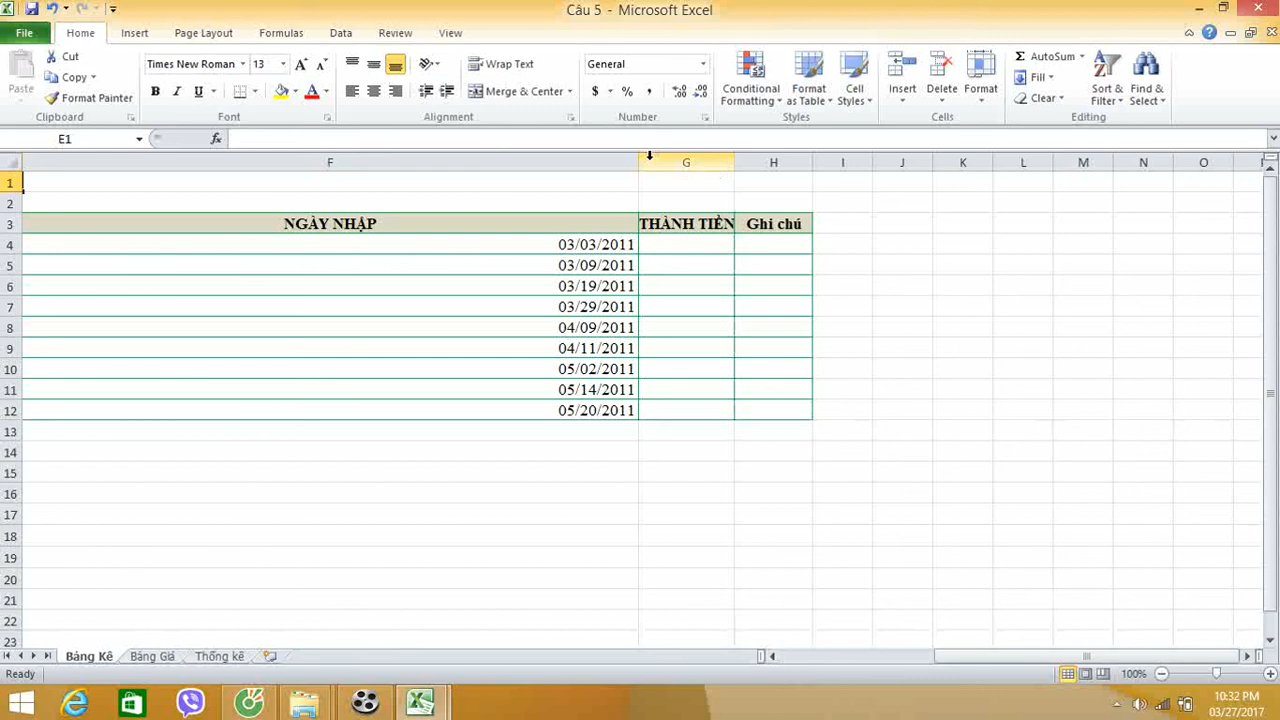 Câu 5 - Microsoft Excel
File Home Insert Page Layout Formulas Data Review View
Paste
Cut
Copy
Format Painter
Clipboard
Times New Roman 13
B I U
A A
A
Font
Wrap Text
Merge & Center
Alignment
General
$ % ,
Number
Conditional Formatting
Format as Table
Cell Styles
Styles
Insert Delete Format
Cells
Σ AutoSum
Fill
Clear
Sort & Filter
Find & Select
Editing
E1 fx
F G H I J K L M N O
1
2
3 NGÀY NHẬP THÀNH TIỀN Ghi chú
4 03/03/2011
5 03/09/2011
6 03/19/2011
7 03/29/2011
8 04/09/2011
9 04/11/2011
10 05/02/2011
11 05/14/2011
12 05/20/2011
13
14
15
16
17
18
19
20
21
22
23
Bảng Kê Bảng Giá Thống kê
Ready 100%
10:32 PM
03/27/2017